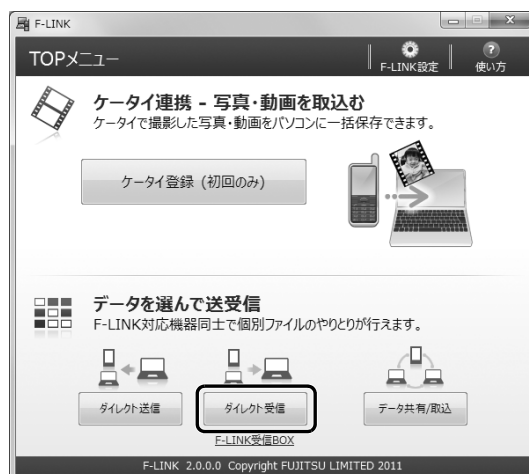 F-LINK
TOPメニュー
F-LINK設定
使い方
ケータイ連携 - 写真・動画を取込む
ケータイで撮影した写真・動画をパソコンに一括保存できます。
ケータイ登録 (初回のみ)
データを選んで送受信
F-LINK対応機器同士で個別ファイルのやりとりが行えます。
ダイレクト送信
ダイレクト受信
データ共有/取込
F-LINK受信BOX
F-LINK 2.0.0.0 Copyright FUJITSU LIMITED 2011